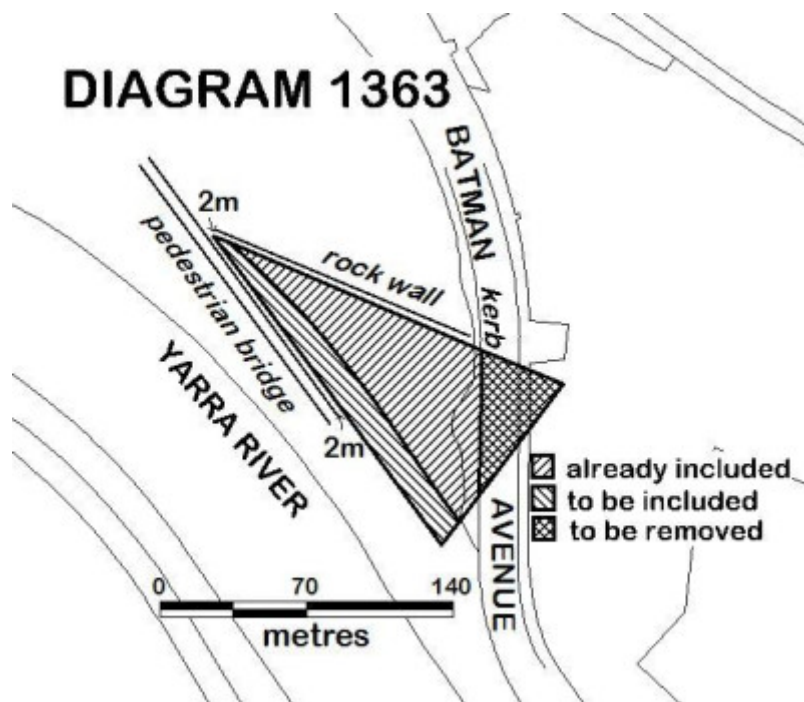 DIAGRAM 1363
BATMAN
2m
rock wall
kerb
pedestrian bridge
YARRA RIVER
2m
already included
to be included
to be removed
AVENUE
0 70 140
metres